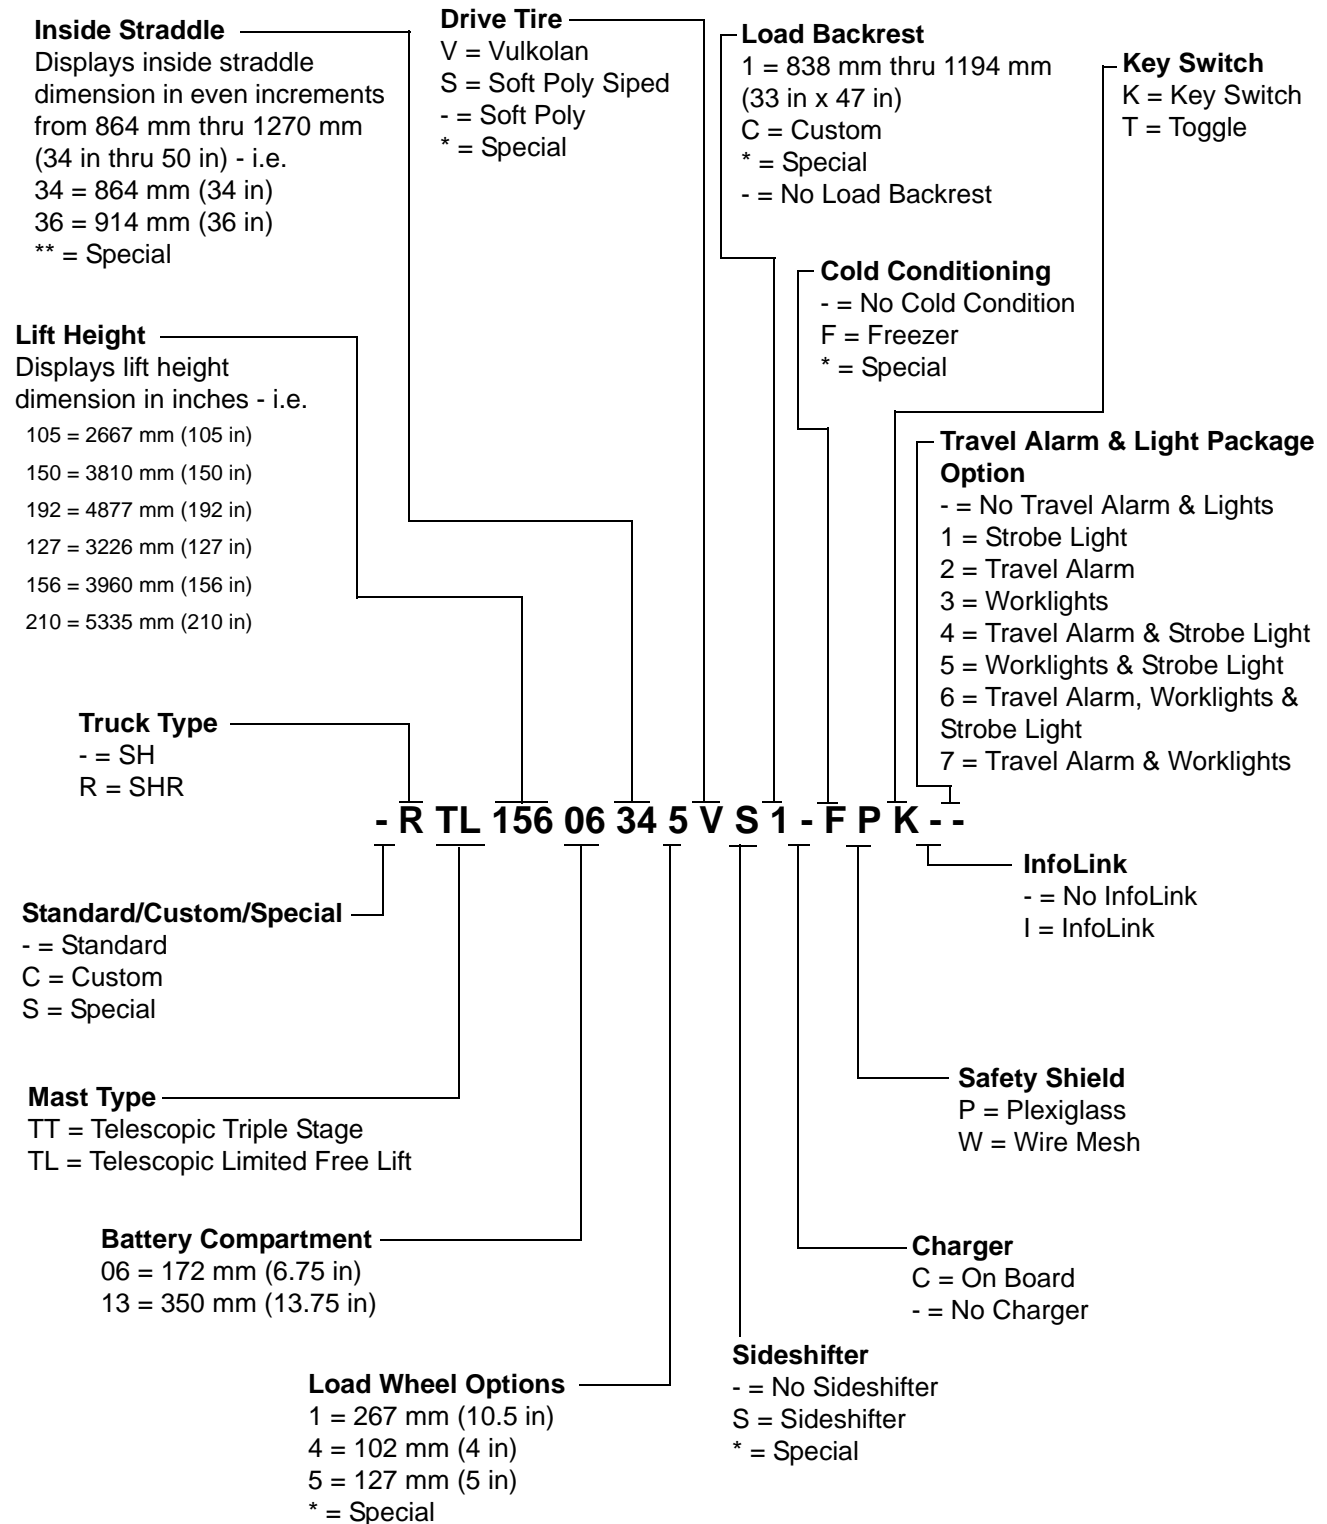 Inside Straddle
Displays inside straddle
dimension in even increments
from 864 mm thru 1270 mm
(34 in thru 50 in) - i.e.
34 = 864 mm (34 in)
36 = 914 mm (36 in)
** = Special
Drive Tire
V = Vulkolan
S = Soft Poly Siped
- = Soft Poly
* = Special
Load Backrest
1 = 838 mm thru 1194 mm
(33 in x 47 in)
C = Custom
* = Special
- = No Load Backrest
Key Switch
K = Key Switch
T = Toggle
Cold Conditioning
- = No Cold Condition
F = Freezer
* = Special
Lift Height
Displays lift height
dimension in inches - i.e.
105 = 2667 mm (105 in)
150 = 3810 mm (150 in)
192 = 4877 mm (192 in)
127 = 3226 mm (127 in)
156 = 3960 mm (156 in)
210 = 5335 mm (210 in)
Travel Alarm & Light Package
Option
- = No Travel Alarm & Lights
1 = Strobe Light
2 = Travel Alarm
3 = Worklights
4 = Travel Alarm & Strobe Light
5 = Worklights & Strobe Light
6 = Travel Alarm, Worklights &
Strobe Light
7 = Travel Alarm & Worklights
Truck Type
- = SH
R = SHR
- R TL 156 06 34 5 V S 1 - F P K - -
Standard/Custom/Special
- = Standard
C = Custom
S = Special
InfoLink
- = No InfoLink
I = InfoLink
Mast Type
TT = Telescopic Triple Stage
TL = Telescopic Limited Free Lift
Safety Shield
P = Plexiglass
W = Wire Mesh
Battery Compartment
06 = 172 mm (6.75 in)
13 = 350 mm (13.75 in)
Charger
C = On Board
- = No Charger
Load Wheel Options
1 = 267 mm (10.5 in)
4 = 102 mm (4 in)
5 = 127 mm (5 in)
* = Special
Sideshifter
- = No Sideshifter
S = Sideshifter
* = Special